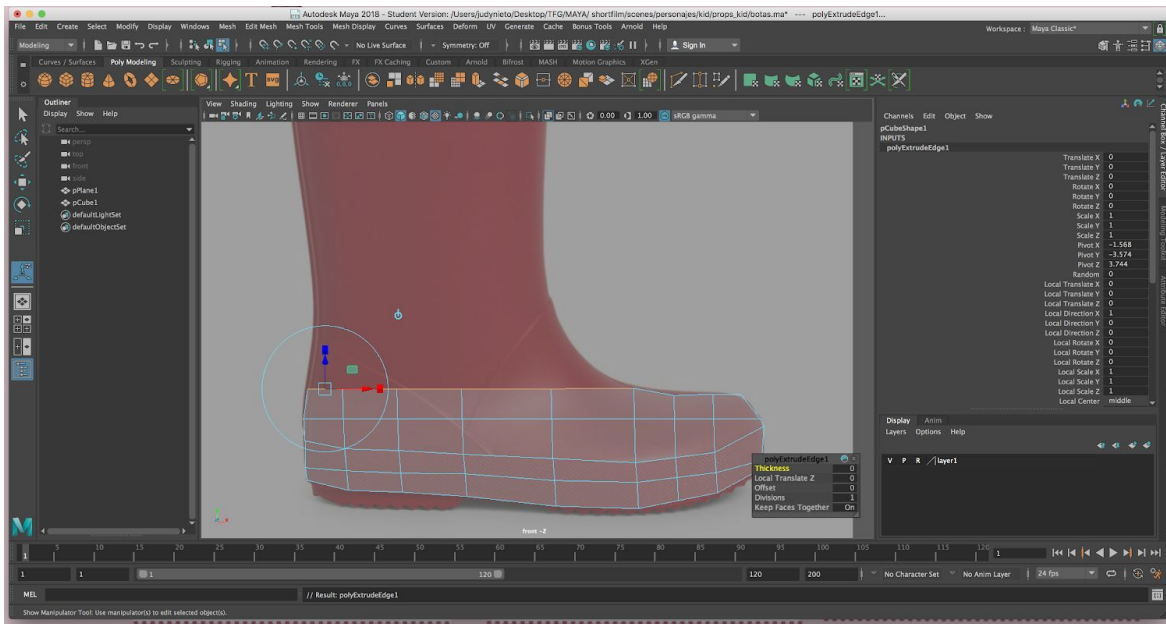 Autodesk Maya 2018 - Student Version: /Users/judynieto/Desktop/TFG/MAYA/ shortfilm/scenes/personajes/kid/props_kid/botas.ma* --- polyExtrudeEdge1...
File Edit Create Select Modify Display Windows Mesh Edit Mesh Mesh Tools Mesh Display Curves Surfaces Deform UV Generate Cache Bonus Tools Arnold Help
Workspace : Maya Classic*
Modeling No Live Surface Symmetry: Off Sign In
Curves / Surfaces Poly Modeling Sculpting Rigging Animation Rendering FX FX Caching Custom Arnold Bifrost MASH Motion Graphics XGen
Outliner
Display Show Help
Search...
persp
top
front
side
pPlane1
pCube1
defaultLightSet
defaultObjectSet
View Shading Lighting Show Renderer Panels
0.00 1.00 sRGB gamma
polyExtrudeEdge1
Thickness 0
Local Translate Z 0
Offset 0
Divisions 1
Keep Faces Together On
front -Z
Channels Edit Object Show
pCubeShape1
INPUTS
polyExtrudeEdge1
Translate X 0
Translate Y 0
Translate Z 0
Rotate X 0
Rotate Y 0
Rotate Z 0
Scale X 1
Scale Y 1
Scale Z 1
Pivot X -1.568
Pivot Y -3.574
Pivot Z 3.744
Random 0
Local Translate X 0
Local Translate Y 0
Local Translate Z 0
Local Direction X 1
Local Direction Y 0
Local Direction Z 0
Local Rotate X 0
Local Rotate Y 0
Local Rotate Z 0
Local Scale X 1
Local Scale Y 1
Local Scale Z 1
Local Center middle
Display Anim
Layers Options Help
V P R layer1
Channel Box / Layer Editor
Modeling Toolkit
Attribute Editor
1 5 10 15 20 25 30 35 40 45 50 55 60 65 70 75 80 85 90 95 100 105 110 115 120 1
1 1 1 120 120 200 No Character Set No Anim Layer 24 fps
MEL // Result: polyExtrudeEdge1
Show Manipulator Tool: Use manipulator(s) to edit selected object(s).